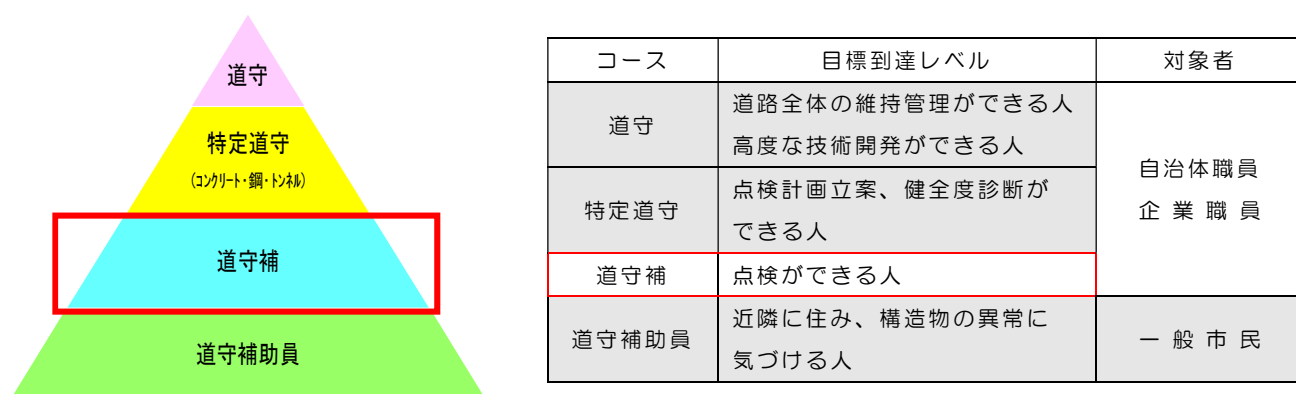 道守
特定道守
(コンクリート・鋼・トンネル)
道守補
道守補助員
コース 目標到達レベル 対象者
道守
道路全体の維持管理ができる人
高度な技術開発ができる人
特定道守
点検計画立案、健全度診断が
できる人
自治体職員
企業職員
道守補 点検ができる人
道守補助員
近隣に住み、構造物の異常に
気づける人
一般市民